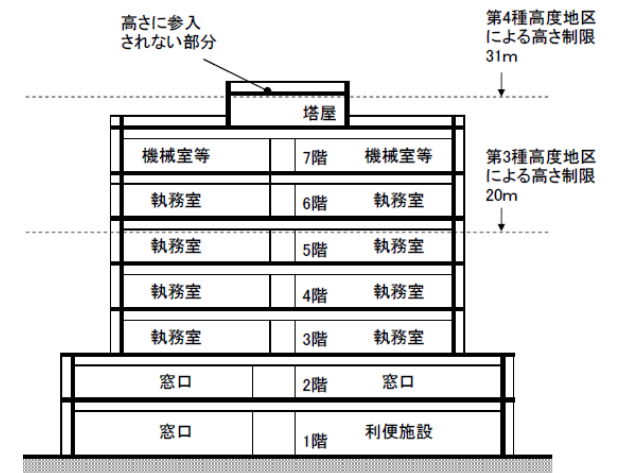 高さに参入
されない部分
第4種高度地区
による高さ制限
31m
塔屋
機械室等 7階 機械室等
第3種高度地区
による高さ制限
20m
執務室 6階 執務室
執務室 5階 執務室
執務室 4階 執務室
執務室 3階 執務室
窓口 2階 窓口
窓口 1階 利便施設